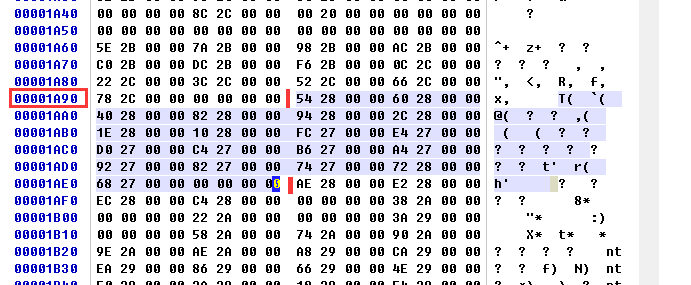 00001A40 00 00 00 00 8C 2C 00 00 00 20 00 00 00 00 00 00 ?
00001A50 00 00 00 00 00 00 00 00 00 00 00 00 00 00 00 00
00001A60 5E 2B 00 00 7A 2B 00 00 98 2B 00 00 AC 2B 00 00 ^+ z+ ? ?
00001A70 C0 2B 00 00 DC 2B 00 00 F6 2B 00 00 0C 2C 00 00 ? ? ? , ,
00001A80 22 2C 00 00 3C 2C 00 00 52 2C 00 00 66 2C 00 00 ", <, R, f,
00001A90 78 2C 00 00 00 00 00 00 54 28 00 00 60 28 00 00 x, T( `(
00001AA0 40 28 00 00 82 28 00 00 94 28 00 00 2C 28 00 00 @( ? ? ,(
00001AB0 1E 28 00 00 10 28 00 00 FC 27 00 00 E4 27 00 00 ( ( ? ?
00001AC0 D0 27 00 00 C4 27 00 00 B6 27 00 00 A4 27 00 00 ? ? ? ? ?
00001AD0 92 27 00 00 82 27 00 00 74 27 00 00 72 28 00 00 ? ? t' r(
00001AE0 68 27 00 00 00 00 00 00 AE 28 00 00 E2 28 00 00 h' ? ?
00001AF0 EC 28 00 00 C4 28 00 00 00 00 00 00 38 2A 00 00 ? ? 8*
00001B00 00 00 00 00 22 2A 00 00 00 00 00 00 3A 29 00 00 "* :)
00001B10 00 00 00 00 58 2A 00 00 74 2A 00 00 90 2A 00 00 X* t* *
00001B20 9E 2A 00 00 AE 2A 00 00 A8 29 00 00 CA 29 00 00 ? ? ? ? nt
00001B30 EA 29 00 00 86 29 00 00 66 29 00 00 4E 29 00 00 ? ? f) N) nt